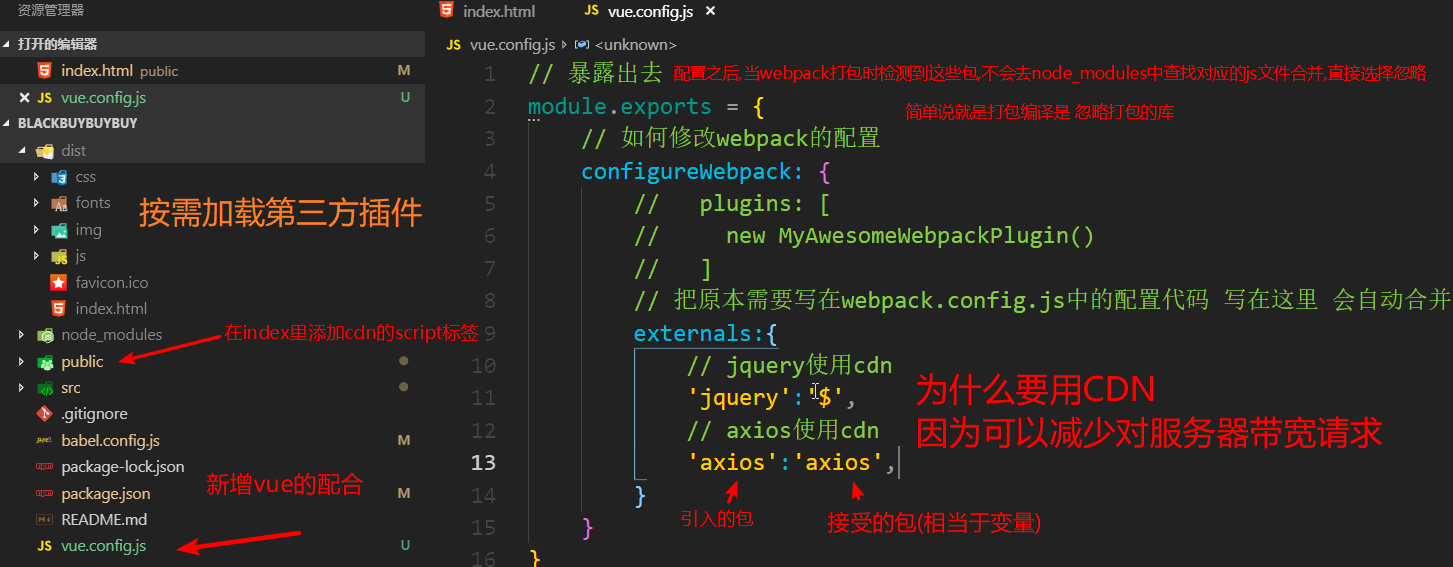 资源管理器
打开的编辑器
index.html public M
vue.config.js U
BLACKBUYBUYBUY
dist
css
fonts
img
js
favicon.ico
index.html
node_modules
public
src
.gitignore
babel.config.js M
package-lock.json
package.json M
README.md
vue.config.js U
按需加载第三方插件
在index里添加cdn的script标签
新增vue的配合
index.html
JS vue.config.js ×
JS vue.config.js <unknown>
1 // 暴露出去 配置之后,当webpack打包时检测到这些包,不会去node_modules中查找对应的js文件合并,直接选择忽略
2 module.exports = { 简单说就是打包编译是 忽略打包的库
3 // 如何修改webpack的配置
4 configureWebpack: {
5 // plugins: [
6 // new MyAwesomeWebpackPlugin()
7 // ]
8 // 把原本需要写在webpack.config.js中的配置代码 写在这里 会自动合并
9 externals:{
10 // jquery使用cdn
11 'jquery':'$',
12 // axios使用cdn
13 'axios':'axios',
14 }
15 }
16 }
为什么要用CDN
因为可以减少对服务器带宽请求
引入的包
接受的包(相当于变量)